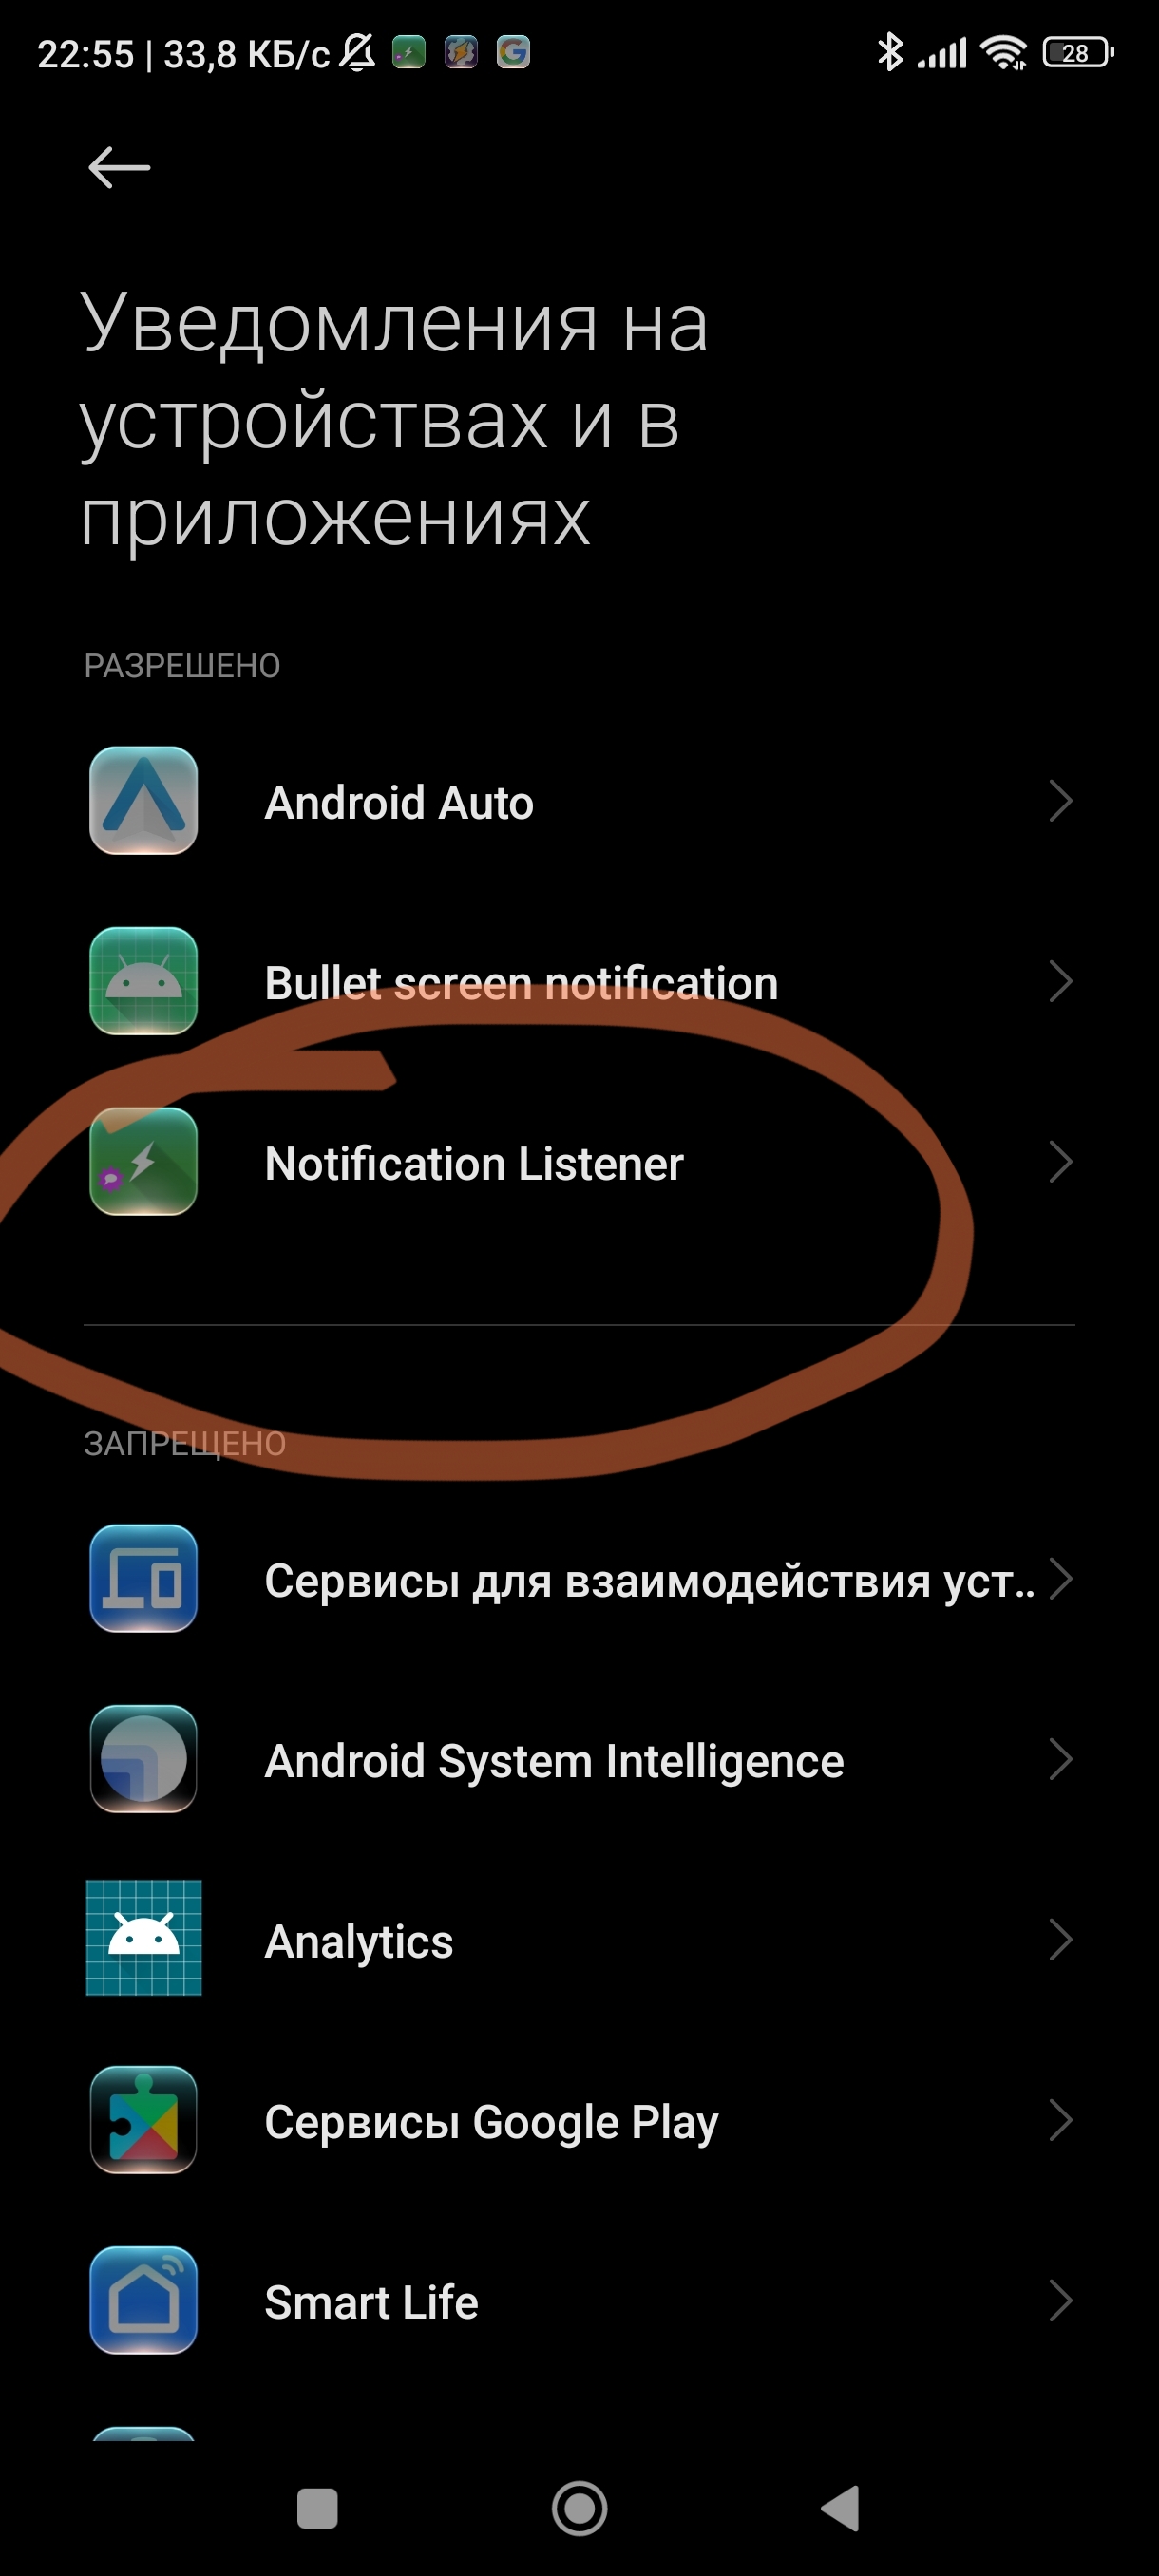 22:55 | 33,8 КБ/с
28
Уведомления на
устройствах и в
приложениях
РАЗРЕШЕНО
Android Auto
Bullet screen notification
Notification Listener
ЗАПРЕЩЕНО
Сервисы для взаимодействия уст..
Android System Intelligence
Analytics
Сервисы Google Play
Smart Life